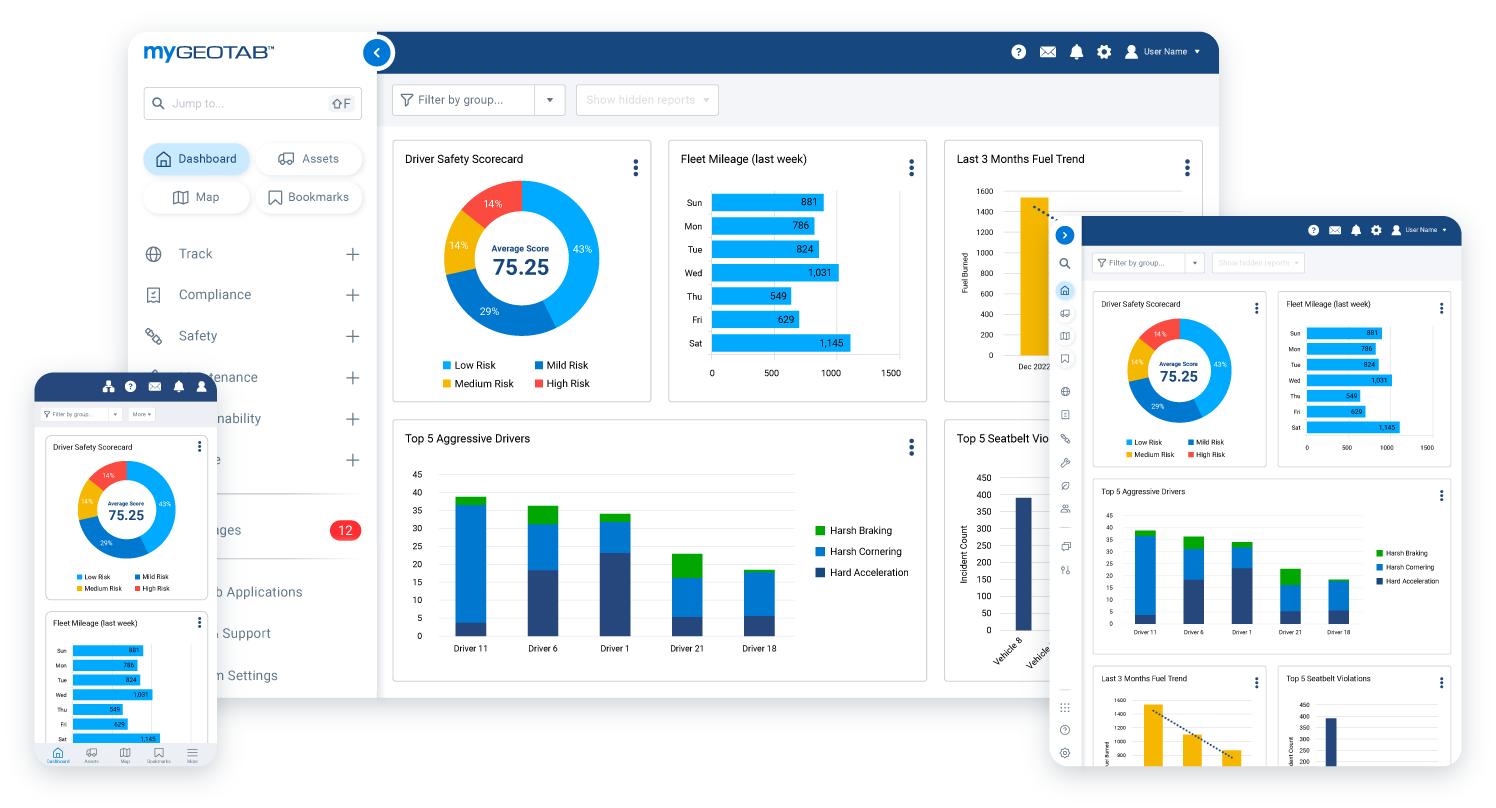 myGEOTAB™
Jump to...
F
Dashboard
Assets
Map
Bookmarks
Track
Compliance
Safety
tenance
nability
e
ges
12
b Applications
& Support
m Settings
User Name
Filter by group...
Show hidden reports
Driver Safety Scorecard
14%
14%
43%
29%
Average Score
75.25
Low Risk
Mild Risk
Medium Risk
High Risk
Fleet Mileage (last week)
Sun 881
Mon 786
Tue 824
Wed 1,031
Thu 549
Fri 629
Sat 1,145
0 500 1000 1500
Last 3 Months Fuel Trend
Fuel Burned
1600
1400
1200
1000
800
600
400
200
0
Dec 2022
Top 5 Aggressive Drivers
45
40
35
30
25
20
15
10
5
0
Driver 11 Driver 6 Driver 1 Driver 21 Driver 18
Harsh Braking
Harsh Cornering
Hard Acceleration
Top 5 Seatbelt Vio
Incident Count
450
400
350
300
250
200
150
100
50
0
Vehicle 8
Vehicle
Filter by group...
More
Driver Safety Scorecard
14%
14%
43%
29%
Average Score
75.25
Low Risk
Mild Risk
Medium Risk
High Risk
Fleet Mileage (last week)
Sun 881
Mon 786
Tue 824
Wed 1,031
Thu 549
Fri 629
Sat 1,145
Dashboard
Assets
Map
Bookmarks
More
User Name
Filter by group...
Show hidden reports
Driver Safety Scorecard
14%
14%
43%
29%
Average Score
75.25
Low Risk
Mild Risk
Medium Risk
High Risk
Fleet Mileage (last week)
Sun 881
Mon 786
Tue 824
Wed 1,031
Thu 549
Fri 629
Sat 1,145
0 500 1000 1500
Top 5 Aggressive Drivers
45
40
35
30
25
20
15
10
5
0
Driver 11 Driver 6 Driver 1 Driver 21 Driver 18
Harsh Braking
Harsh Cornering
Hard Acceleration
Last 3 Months Fuel Trend
Fuel Burned
1600
1400
1200
1000
800
Top 5 Seatbelt Violations
Incident Count
450
400
350
300
250
200